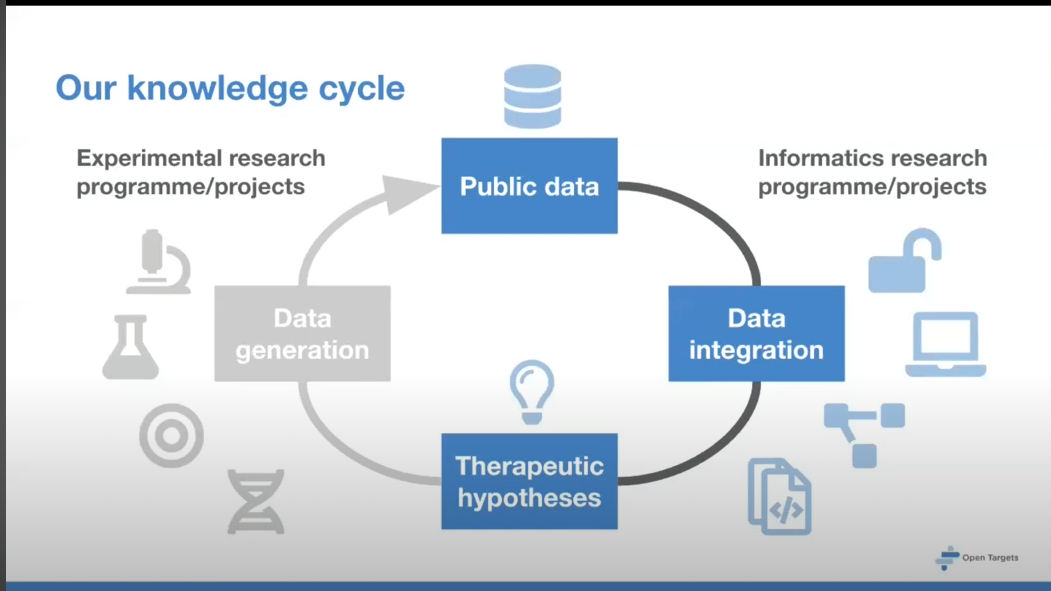 Our knowledge cycle
Experimental research
programme/projects
Public data
Informatics research
programme/projects
Data
generation
Data
integration
Therapeutic
hypotheses
</>
Open Targets